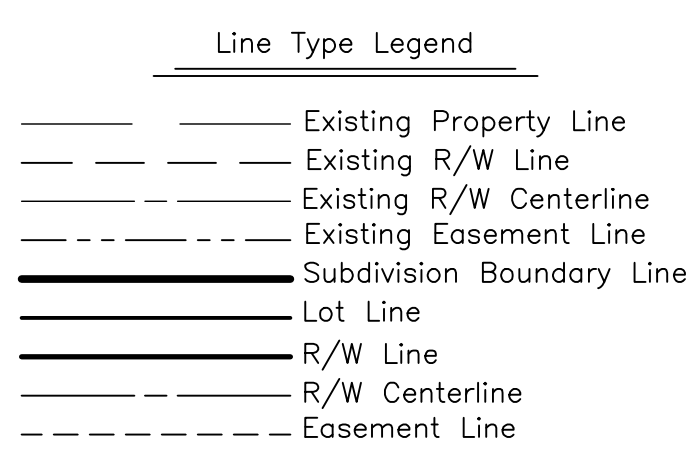 Line Type Legend
Existing Property Line
Existing R/W Line
Existing R/W Centerline
Existing Easement Line
Subdivision Boundary Line
Lot Line
R/W Line
R/W Centerline
Easement Line